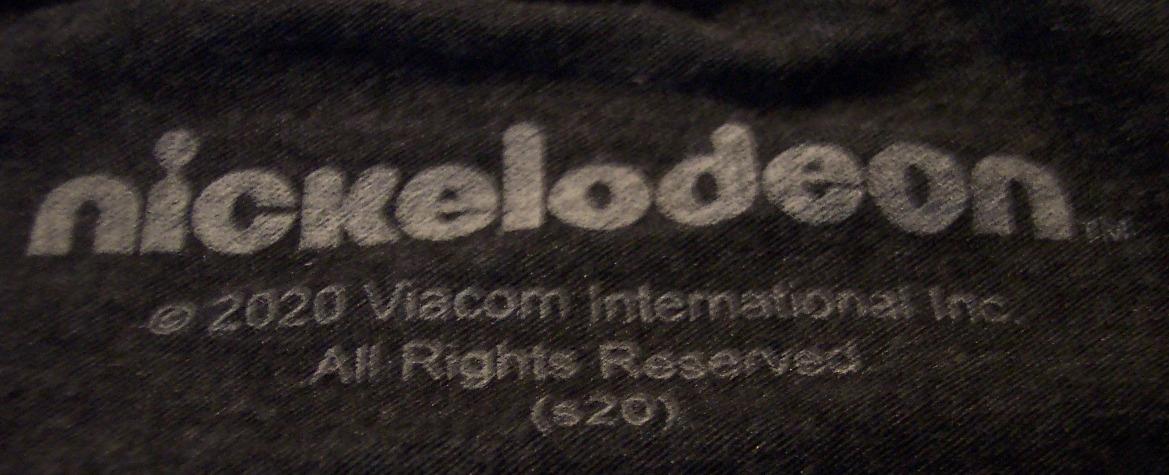 nickelodeon TM
© 2020 Viacom International Inc.
All Rights Reserved
(s20)